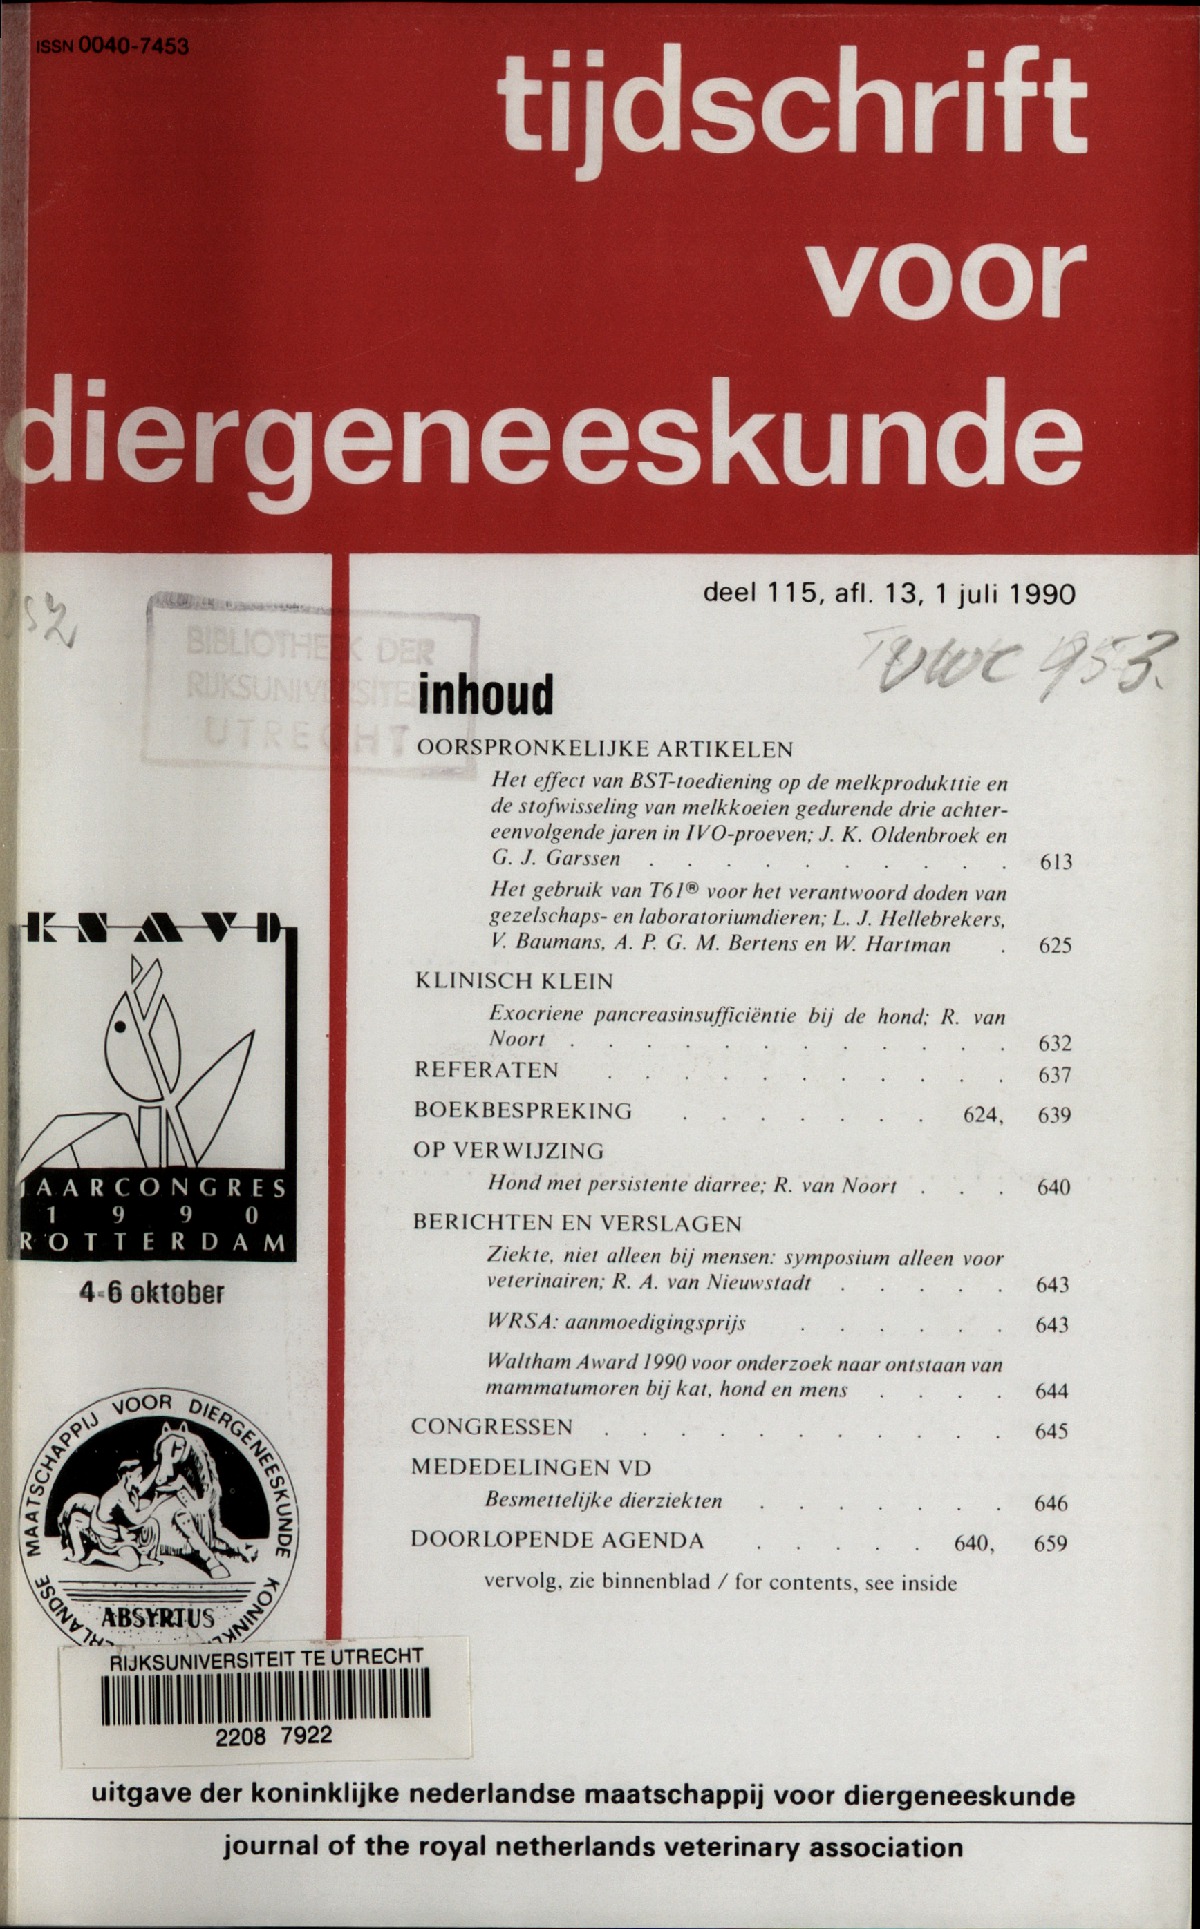 ISSN 0040-7453
tijdschrift
voor
diergeneeskunde
deel 115, afl. 13, 1 juli 1990
953.
BIBLIOTHEEK DER
RIJKSUNIVERSITEIT
UTRECHT
inhoud
OORSPRONKELIJKE ARTIKELEN
Het effect van BST-toediening op de melkprodukttie en
de stofwisseling van melkkoeien gedurende drie achter-
eenvolgende jaren in IVO-proeven; J. K. Oldenbroek en
G. J. Garssen . . . . . . . . . . 613
Het gebruik van T61® voor het verantwoord doden van
gezelschaps- en laboratoriumdieren; L. J. Hellebrekers,
V. Baumans, A. P. G. M. Bertens en W. Hartman . 625
KLINISCH KLEIN
Exocriene pancreasinsufficiëntie bij de hond; R. van
Noort . . . . . . . . . . . . 632
REFERATEN . . . . . . . . . . . 637
BOEKBESPREKING . . . . . . . 624, 639
OP VERWIJZING
Hond met persistente diarree; R. van Noort . . . 640
BERICHTEN EN VERSLAGEN
Ziekte, niet alleen bij mensen: symposium alleen voor
veterinairen; R. A. van Nieuwstadt . . . . . 643
WRSA: aanmoedigingsprijs . . . . . . 643
Waltham Award 1990 voor onderzoek naar ontstaan van
mammatumoren bij kat, hond en mens . . . . 644
CONGRESSEN . . . . . . . . . . . 645
MEDEDELINGEN VD
Besmettelijke dierziekten . . . . . . . 646
DOORLOPENDE AGENDA . . . . . 640, 659
vervolg, zie binnenblad / for contents, see inside
KNMVD
JAARCONGRES
1990
ROTTERDAM
4-6 oktober
MAATSCHAPPIJ VOOR DIERGENEESKUNDE
ABSYRTUS
RIJKSUNIVERSITEIT TE UTRECHT
2208 7922
uitgave der koninklijke nederlandse maatschappij voor diergeneeskunde
journal of the royal netherlands veterinary association